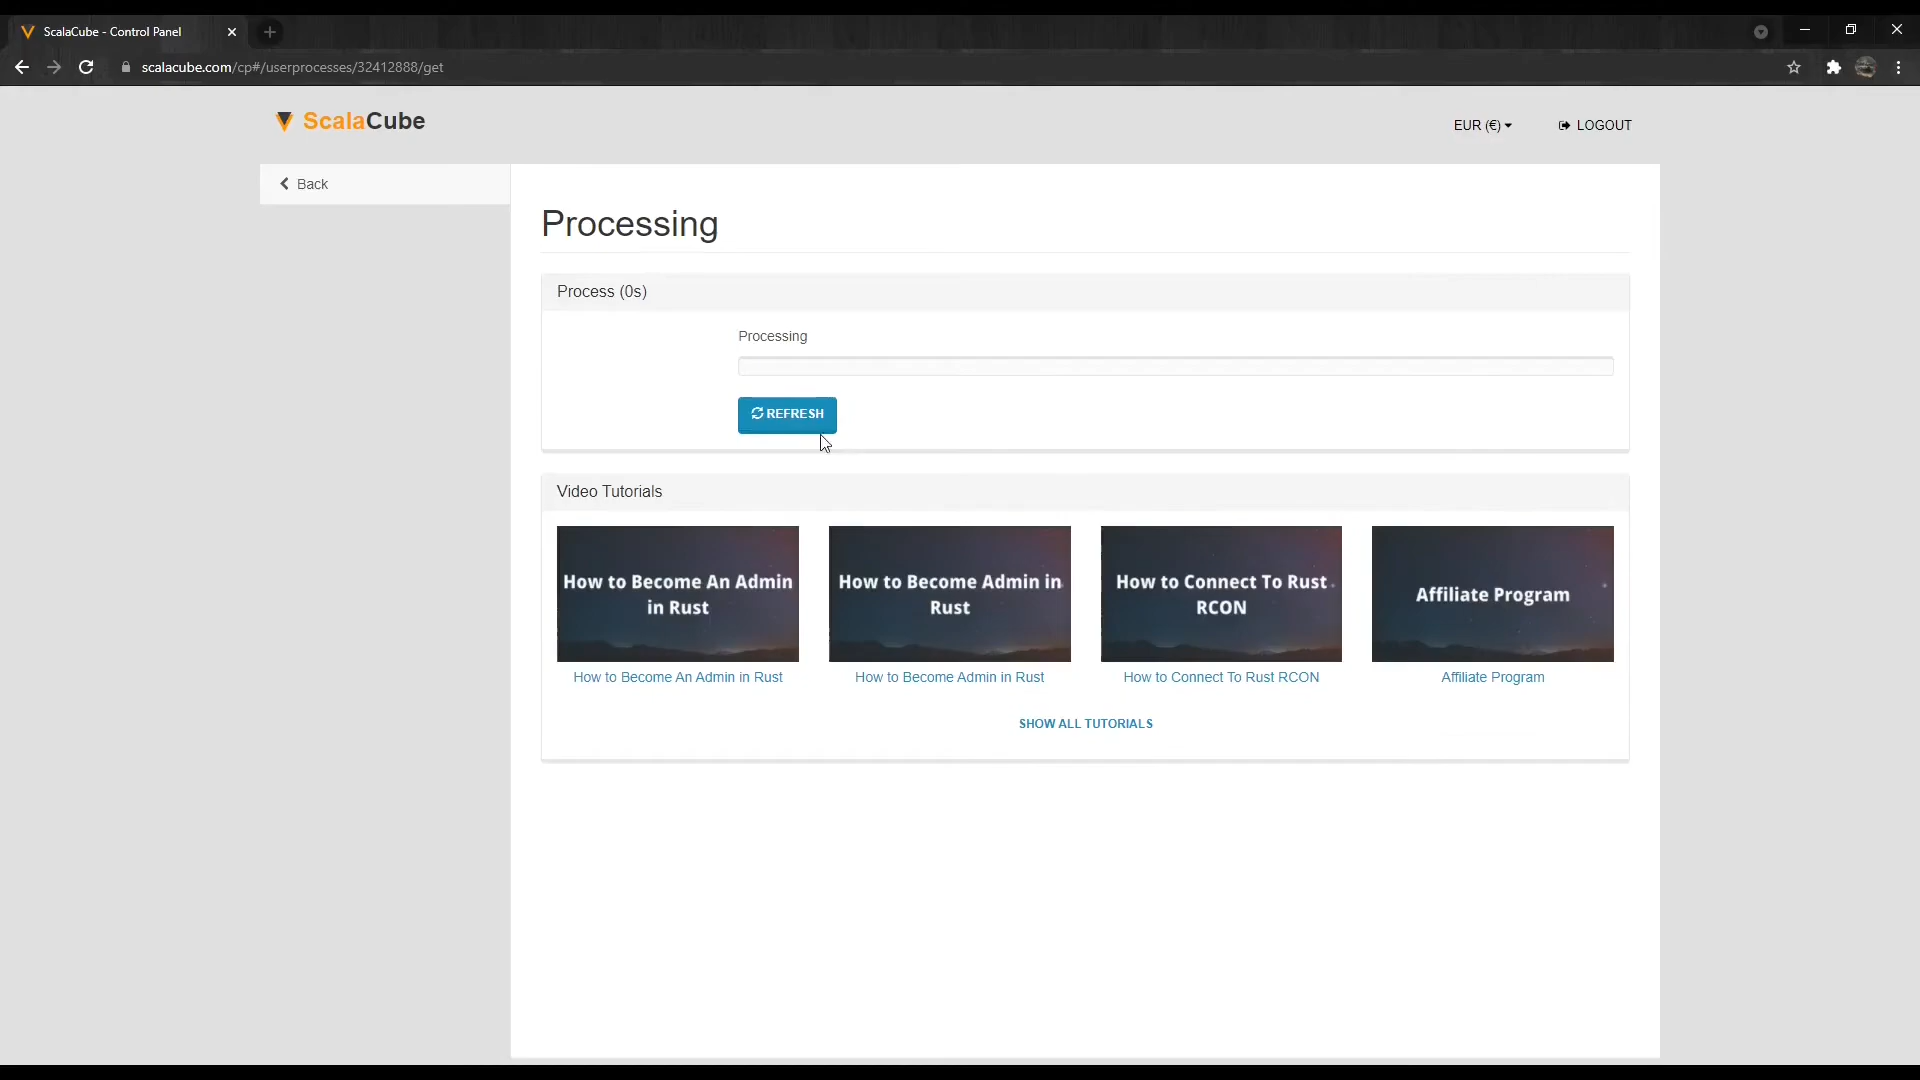 ScalaCube - Control Panel
scalacube.com/cp#/userprocesses/32412888/get
ScalaCube
EUR (€)
LOGOUT
Back
Processing
Process (0s)
Processing
REFRESH
Video Tutorials
How to Become An Admin
in Rust
How to Become Admin in
Rust
How to Connect To Rust
RCON
Affiliate Program
How to Become An Admin in Rust
How to Become Admin in Rust
How to Connect To Rust RCON
Affiliate Program
SHOW ALL TUTORIALS